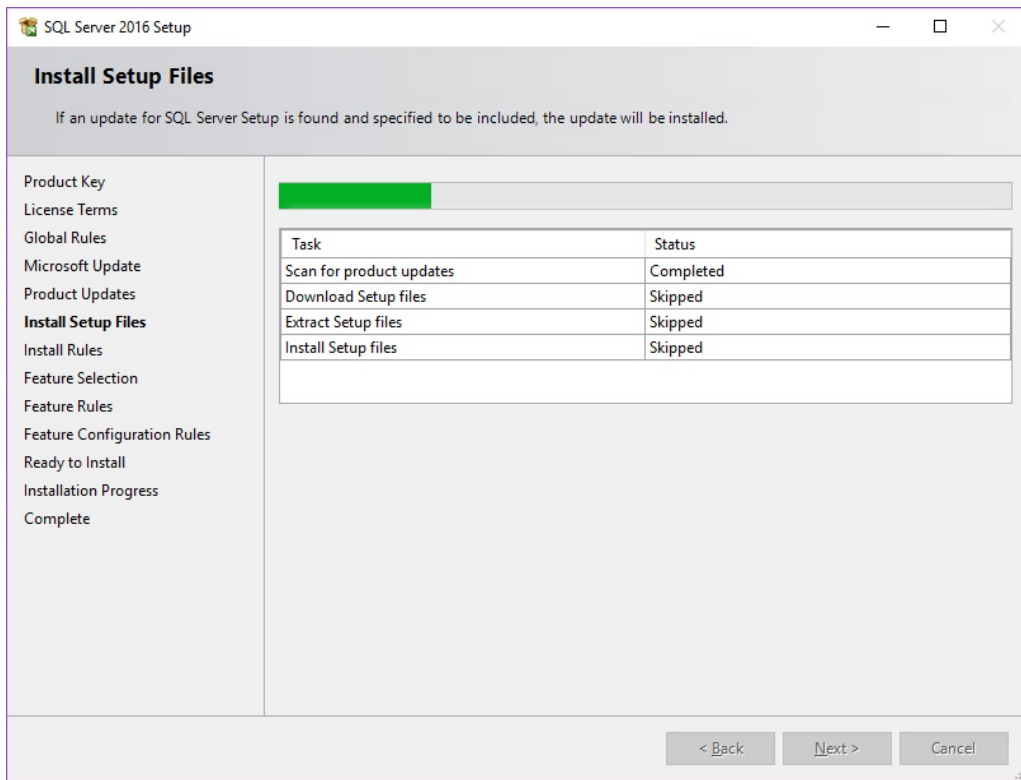 SQL Server 2016 Setup
Install Setup Files
If an update for SQL Server Setup is found and specified to be included, the update will be installed.
Product Key
License Terms
Global Rules
Microsoft Update
Product Updates
Install Setup Files
Install Rules
Feature Selection
Feature Rules
Feature Configuration Rules
Ready to Install
Installation Progress
Complete
Task Status
Scan for product updates Completed
Download Setup files Skipped
Extract Setup files Skipped
Install Setup files Skipped
< Back Next > Cancel